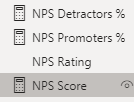 NPS Detractors %
NPS Promoters %
NPS Rating
NPS Score